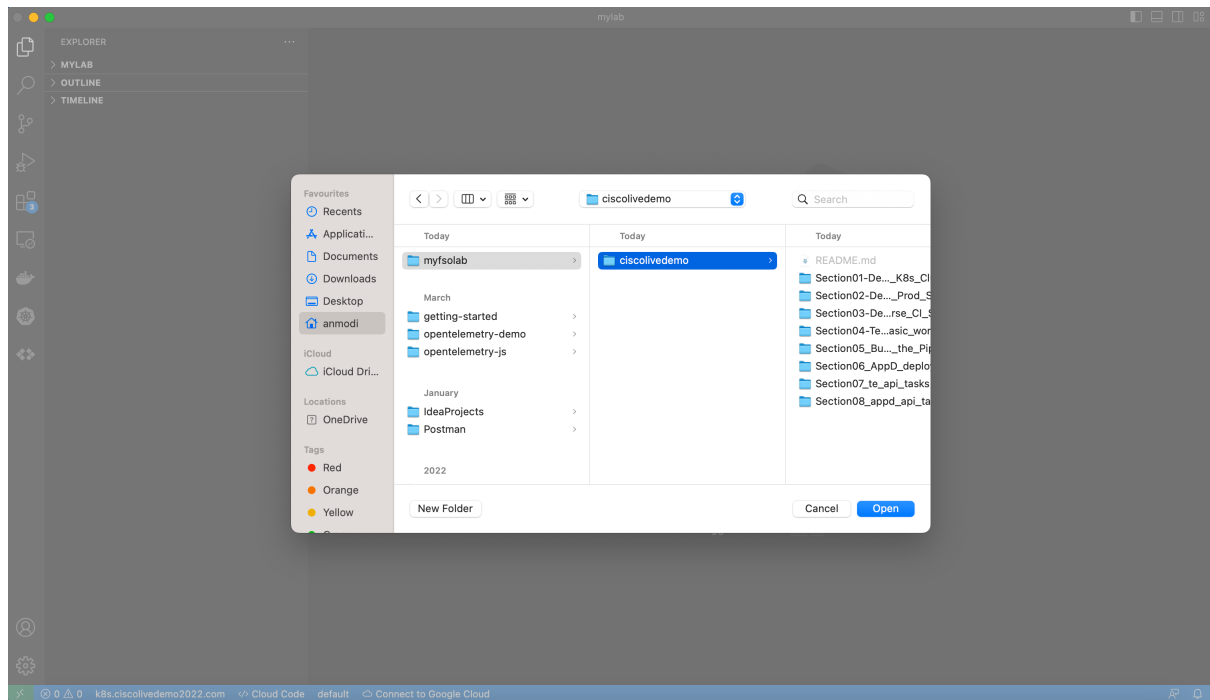 mylab
EXPLORER
MYLAB
OUTLINE
TIMELINE
3
Favourites
Recents
Applicati...
Documents
Downloads
Desktop
anmodi
iCloud
iCloud Dri...
Locations
OneDrive
Tags
Red
Orange
Yellow
ciscolivedemo
Search
Today
myfsolab
March
getting-started
opentelemetry-demo
opentelemetry-js
January
IdeaProjects
Postman
2022
Today
ciscolivedemo
Today
README.md
Section01-De..._K8s_Cl
Section02-De..._Prod_S
Section03-De...rse_CI_S
Section04-Te...asic_wor
Section05_Bu..._the_Pip
Section06_AppD_deplo
Section07_te_api_tasks
Section08_appd_api_ta
New Folder
Cancel
Open
0 0 k8s.ciscolivedemo2022.com Cloud Code default Connect to Google Cloud